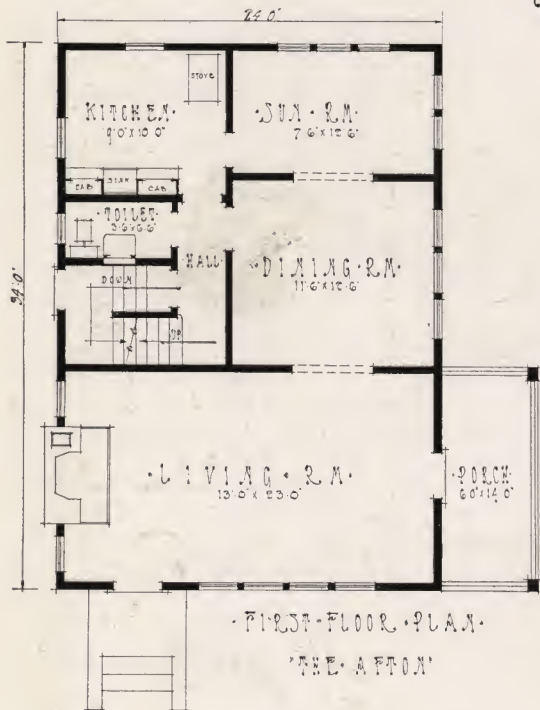 24'-0"
34'-0"
STOVE
·KITCHEN·
9'-0"X10'-0"
·SUN·RM·
7'-6"X12'-6"
CAB
SINK
CAB
·TOILET·
3'-6"X6'-6"
HALL
·DINING·RM·
11'-6"X12'-6"
DOWN
UP
·LIVING·RM·
13'-0"X23'-0"
·PORCH·
6'-0"X14'-0"
·FIRST·FLOOR·PLAN·
"THE·AFTON"